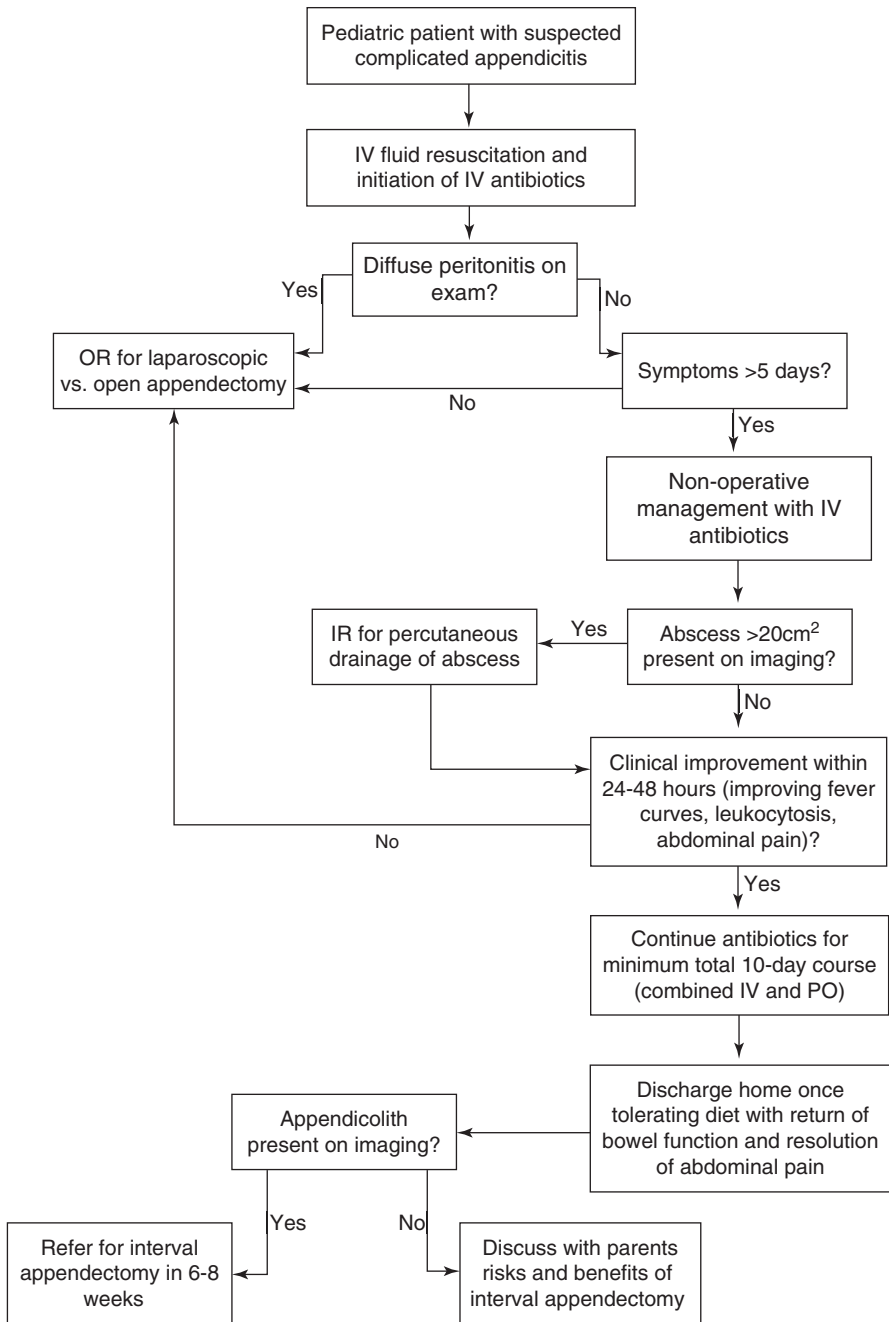 Pediatric patient with suspected
complicated appendicitis
IV fluid resuscitation and
initiation of IV antibiotics
Diffuse peritonitis on
exam?
Yes
No
OR for laparoscopic
vs. open appendectomy
Symptoms >5 days?
No
Yes
Non-operative
management with IV
antibiotics
IR for percutaneous
drainage of abscess
Yes
Abscess >20cm²
present on imaging?
No
Clinical improvement within
24-48 hours (improving fever
curves, leukocytosis,
abdominal pain)?
No
Yes
Continue antibiotics for
minimum total 10-day course
(combined IV and PO)
Discharge home once
tolerating diet with return of
bowel function and resolution
of abdominal pain
Appendicolith
present on imaging?
Yes
No
Refer for interval
appendectomy in 6-8
weeks
Discuss with parents
risks and benefits of
interval appendectomy